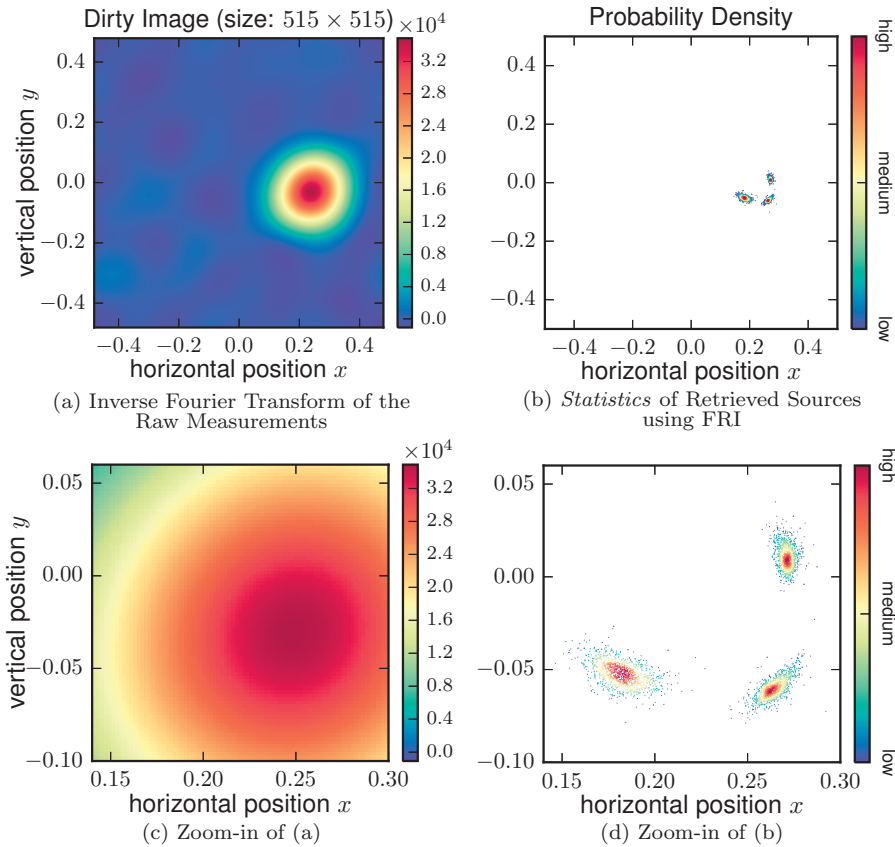 Dirty Image (size: 515 × 515)
×10⁴
vertical position y
0.4
0.2
0.0
−0.2
−0.4
−0.4 −0.2 0.0 0.2 0.4
horizontal position x
3.2
2.8
2.4
2.0
1.6
1.2
0.8
0.4
0.0
(a) Inverse Fourier Transform of the
Raw Measurements
Probability Density
0.4
0.2
0.0
−0.2
−0.4
−0.4 −0.2 0.0 0.2 0.4
horizontal position x
high
medium
low
(b) Statistics of Retrieved Sources
using FRI
×10⁴
vertical position y
0.05
0.00
−0.05
−0.10
0.15 0.20 0.25 0.30
horizontal position x
3.2
2.8
2.4
2.0
1.6
1.2
0.8
0.4
0.0
(c) Zoom-in of (a)
0.05
0.00
−0.05
−0.10
0.15 0.20 0.25 0.30
horizontal position x
high
medium
low
(d) Zoom-in of (b)